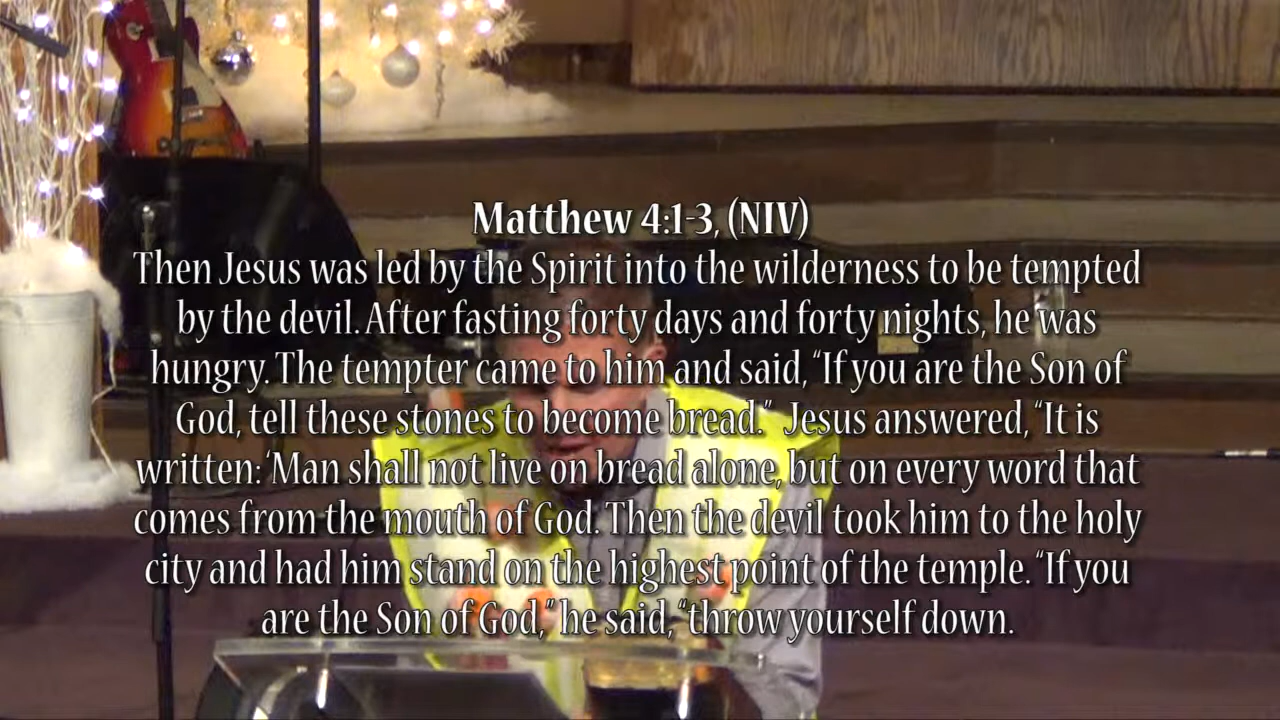 Matthew 4:1-3, (NIV)
Then Jesus was led by the Spirit into the wilderness to be tempted
by the devil. After fasting forty days and forty nights, he was
hungry. The tempter came to him and said, “If you are the Son of
God, tell these stones to become bread.” Jesus answered, “It is
written: ‘Man shall not live on bread alone, but on every word that
comes from the mouth of God. Then the devil took him to the holy
city and had him stand on the highest point of the temple. “If you
are the Son of God,” he said, “throw yourself down.